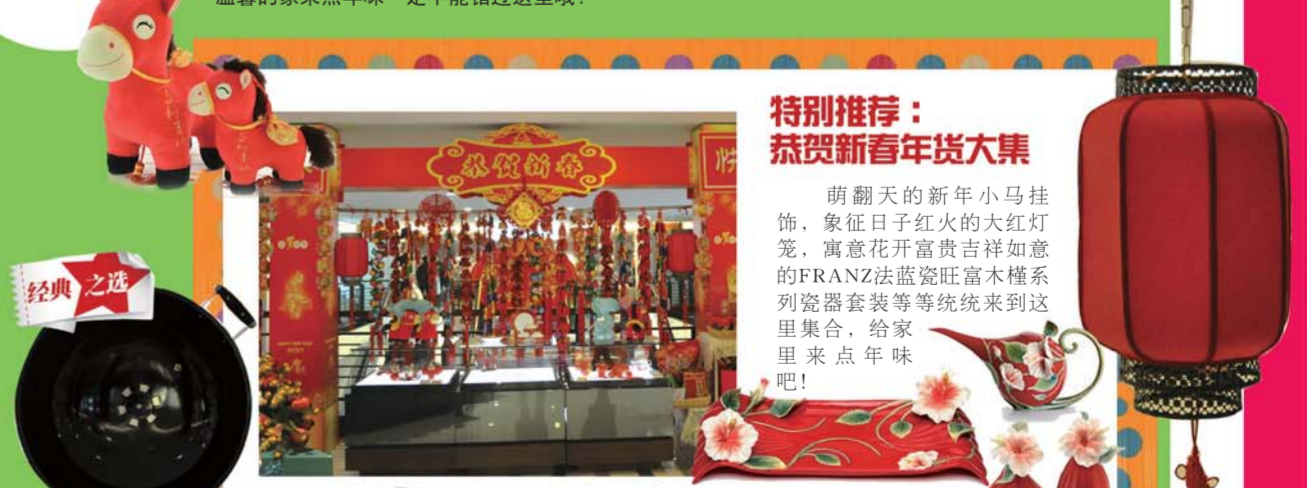 特别推荐：
恭贺新春年货大集
萌翻天的新年小马挂
饰，象征日子红火的大红灯
笼，寓意花开富贵吉祥如意
的FRANZ法蓝瓷旺富木槿系
列瓷器套装等等统统来到这
里集合，给家
里来点年味
吧！
恭贺新春
快
经典之选